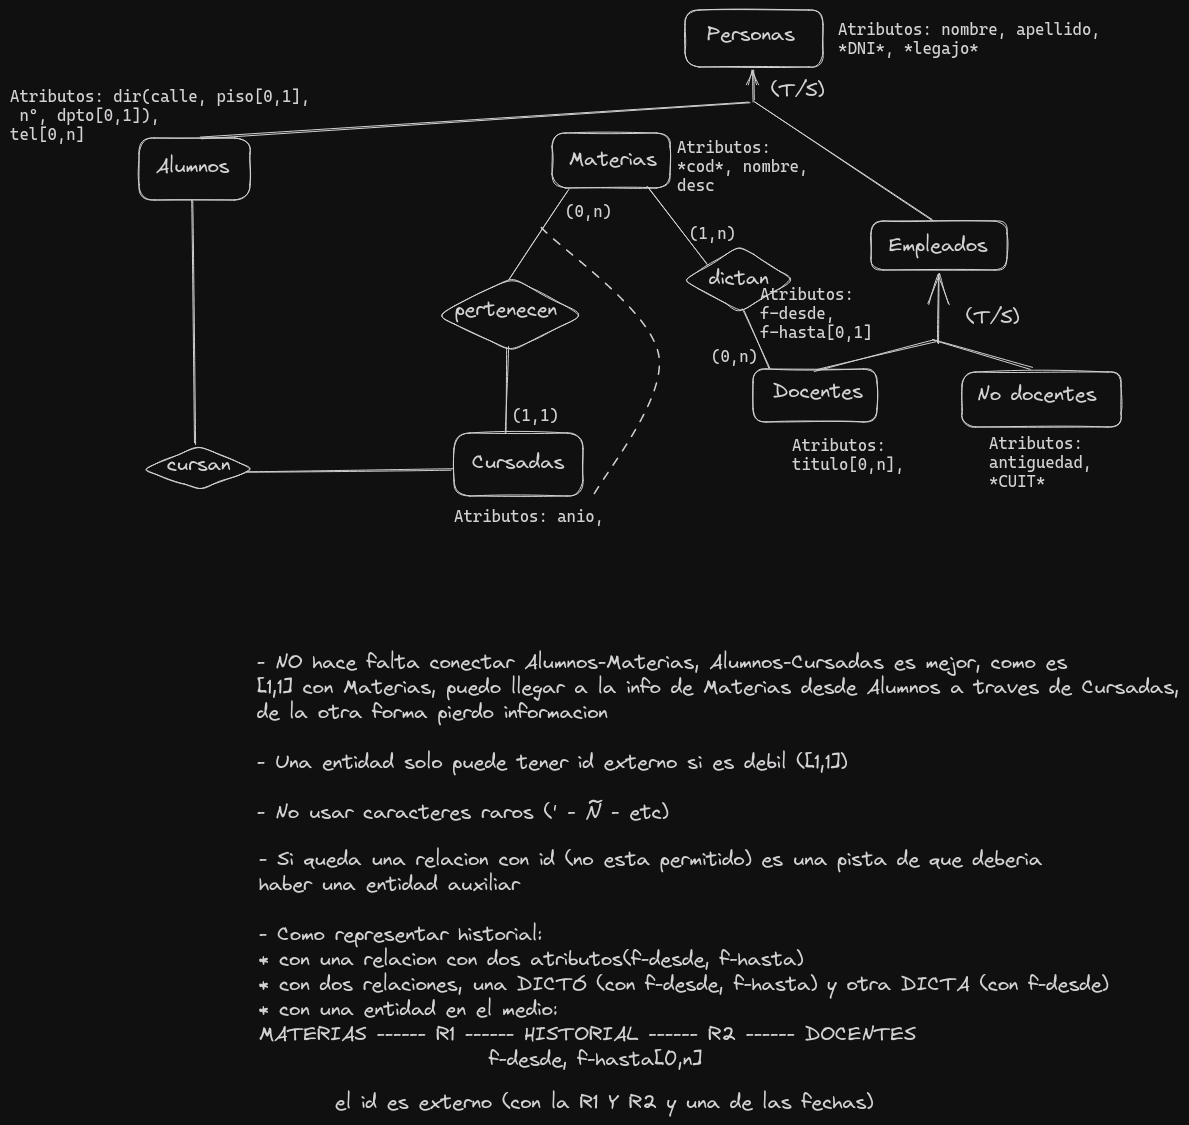 Personas
Atributos: nombre, apellido,
*DNI*, *legajo*
(T/S)
Atributos: dir(calle, piso[0,1],
n°, dpto[0,1]),
tel[0,n]
Alumnos
Materias
Atributos:
*cod*, nombre,
desc
(0,n)
(1,n)
Empleados
dictan
Atributos:
f-desde,
f-hasta[0,1]
pertenecen
(T/S)
(0,n)
Docentes
No docentes
(1,1)
Atributos:
titulo[0,n],
Atributos:
antiguedad,
*CUIT*
cursan
Cursadas
Atributos: anio,
- NO hace falta conectar Alumnos-Materias, Alumnos-Cursadas es mejor, como es
[1,1] con Materias, puedo llegar a la info de Materias desde Alumnos a traves de Cursadas,
de la otra forma pierdo informacion
- Una entidad solo puede tener id externo si es debil ([1,1])
- No usar caracteres raros (' - Ñ - etc)
- Si queda una relacion con id (no esta permitido) es una pista de que deberia
haber una entidad auxiliar
- Como representar historial:
* con una relacion con dos atributos(f-desde, f-hasta)
* con dos relaciones, una DICTÓ (con f-desde, f-hasta) y otra DICTA (con f-desde)
* con una entidad en el medio:
MATERIAS ------ R1 ------ HISTORIAL ------ R2 ------ DOCENTES
f-desde, f-hasta[0,n]
el id es externo (con la R1 Y R2 y una de las fechas)